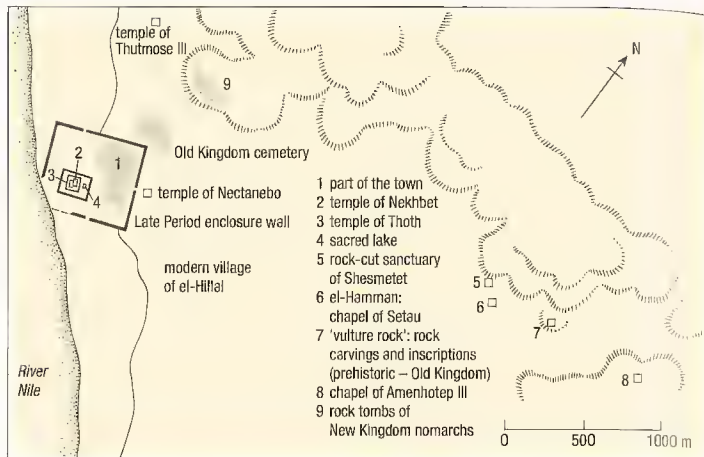 temple of
Thutmose III
N
9
Old Kingdom cemetery
2
1
3
4
temple of Nectanebo
Late Period enclosure wall
modern village
of el-Hillal
River
Nile
1 part of the town
2 temple of Nekhbet
3 temple of Thoth
4 sacred lake
5 rock-cut sanctuary
of Shesmetet
6 el-Hamman:
chapel of Setau
7 'vulture rock': rock
carvings and inscriptions
(prehistoric – Old Kingdom)
8 chapel of Amenhotep III
9 rock tombs of
New Kingdom nomarchs
5
6
7
8
0 500 1000 m